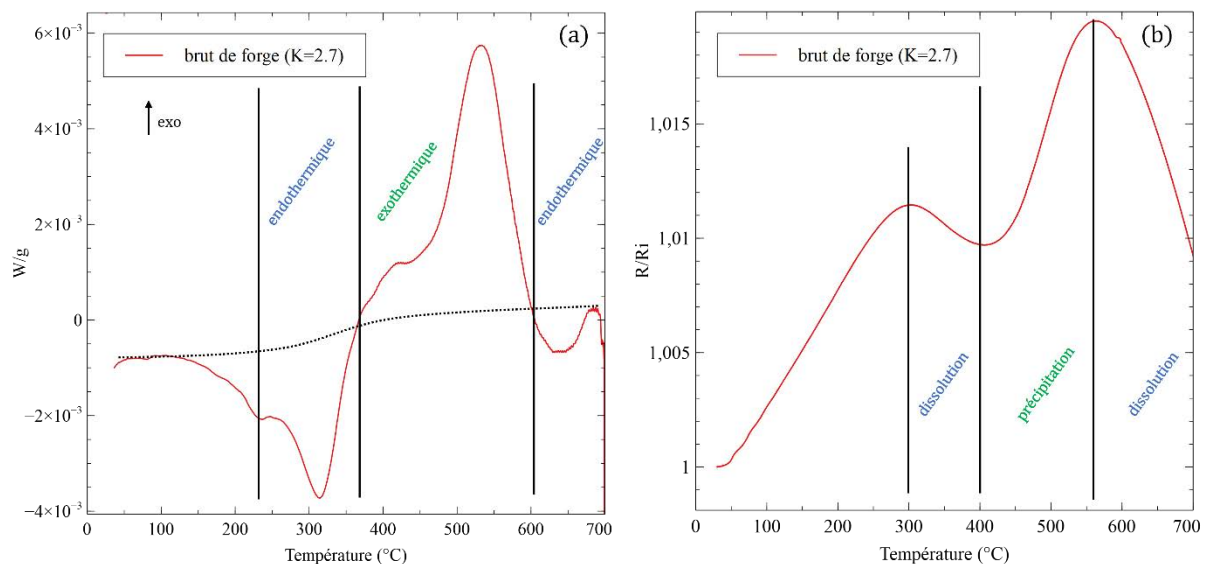 (a)
brut de forge (K=2.7)
exo
endothermique
exothermique
endothermique
W/g
6×10⁻³
4×10⁻³
2×10⁻³
0
−2×10⁻³
−4×10⁻³
0 100 200 300 400 500 600 700
Température (°C)
(b)
brut de forge (K=2.7)
dissolution
précipitation
dissolution
R/Ri
1,015
1,01
1,005
1
100 200 300 400 500 600 700
Température (°C)